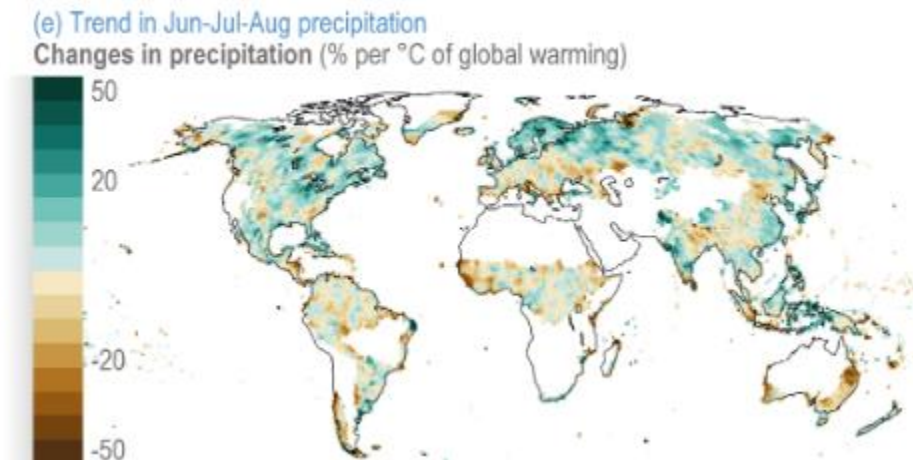 (e) Trend in Jun-Jul-Aug precipitation
Changes in precipitation (% per °C of global warming)
50
20
-20
-50